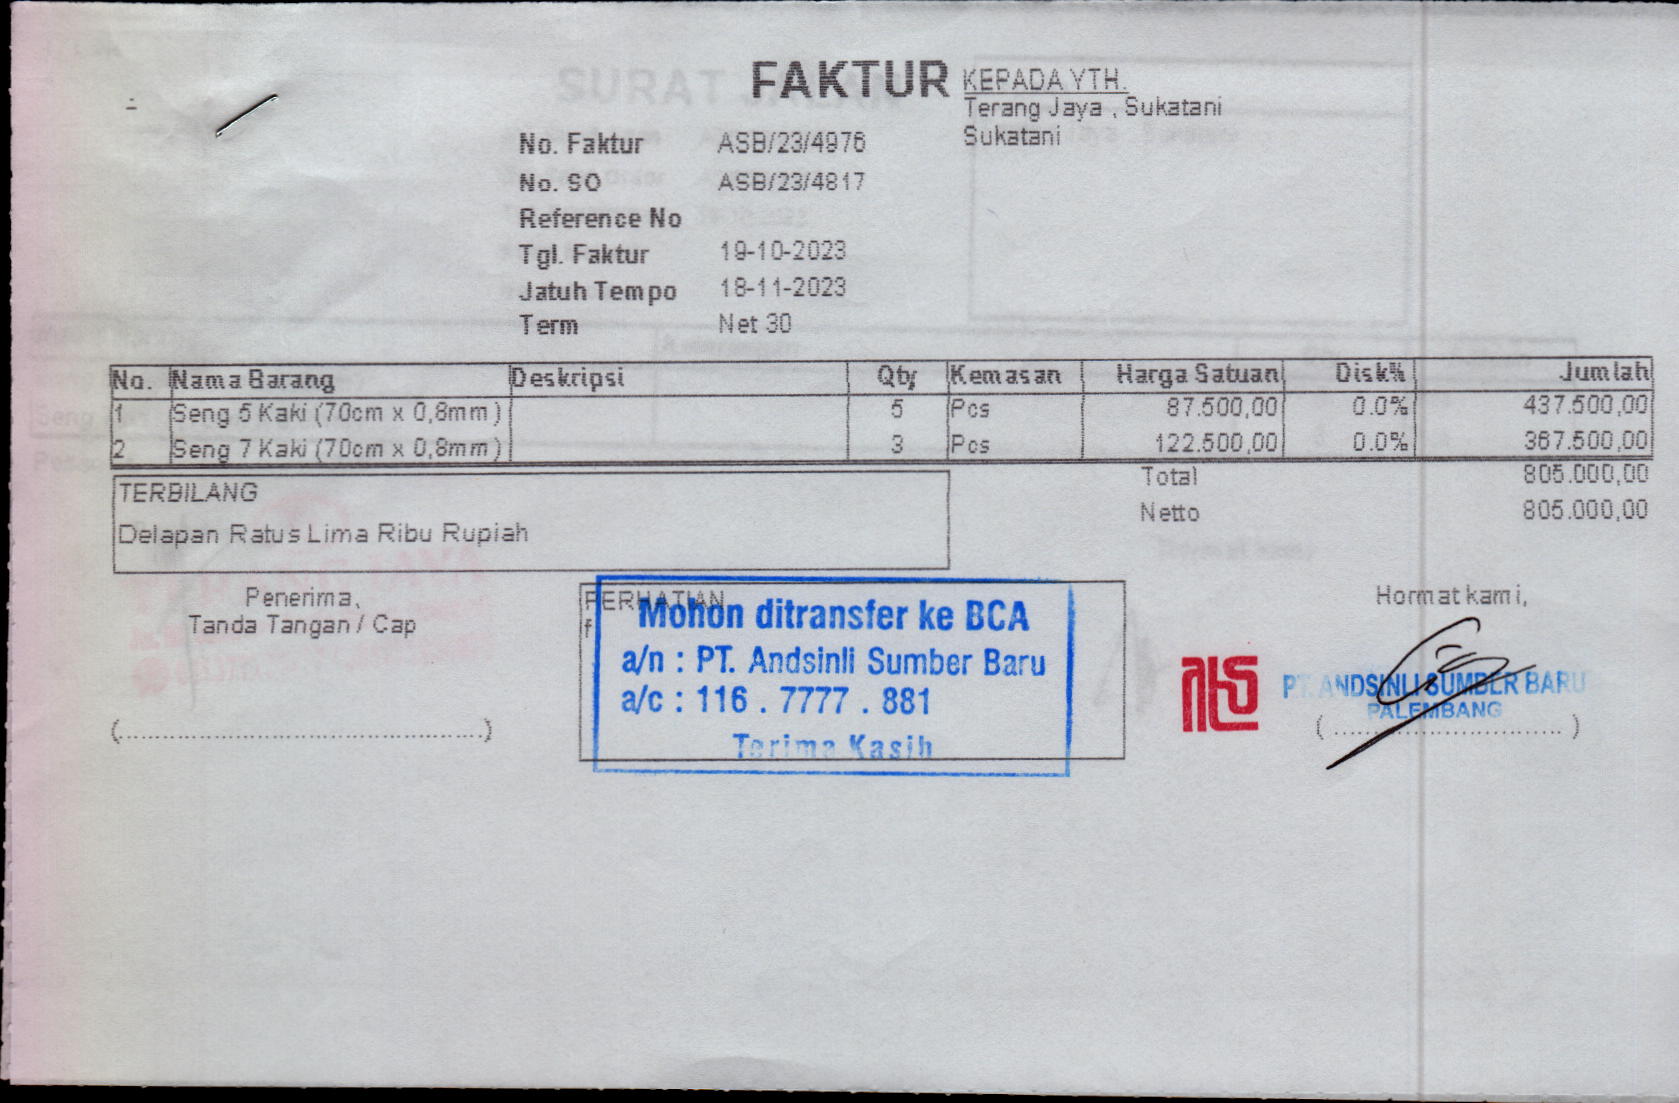 FAKTUR
KEPADA YTH.
Terang Jaya , Sukatani
Sukatani
No. Faktur ASB/23/4976
No. SO ASB/23/4817
Reference No
Tgl. Faktur 19-10-2023
Jatuh Tempo 18-11-2023
Term Net 30
No. Nama Barang Deskripsi Qty Kemasan Harga Satuan Disk% Jumlah
1 Seng 5 Kaki (70cm x 0,8mm) 5 Pcs 87.500,00 0.0% 437.500,00
2 Seng 7 Kaki (70cm x 0,8mm) 3 Pcs 122.500,00 0.0% 367.500,00
Total 805.000,00
Netto 805.000,00
TERBILANG
Delapan Ratus Lima Ribu Rupiah
Penerima,
Tanda Tangan / Cap
(..........................................)
PERHATIAN
f
Mohon ditransfer ke BCA
a/n : PT. Andsinli Sumber Baru
a/c : 116 . 7777 . 881
Terima Kasih
Hormat kami,
PT. ANDSINLI SUMBER BARU
PALEMBANG
( .............................. )
SURAT JALAN